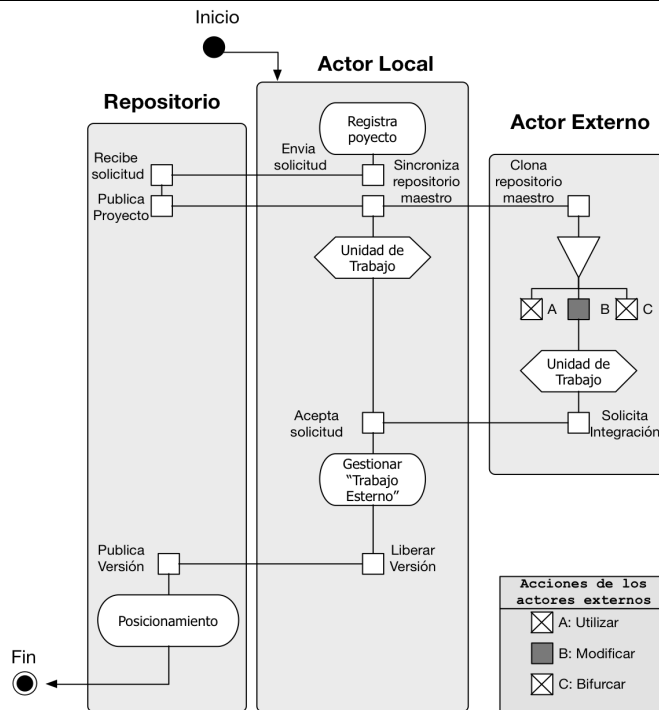 Inicio
Actor Local
Repositorio
Actor Externo
Registra
poyecto
Envia
solicitud
Recibe
solicitud
Sincroniza
repositorio
maestro
Clona
repositorio
maestro
Publica
Proyecto
Unidad de
Trabajo
A
B
C
Unidad de
Trabajo
Acepta
solicitud
Solicita
Integración
Gestionar
“Trabajo
Esterno”
Publica
Versión
Liberar
Versión
Posicionamiento
Fin
Acciones de los
actores externos
A: Utilizar
B: Modificar
C: Bifurcar